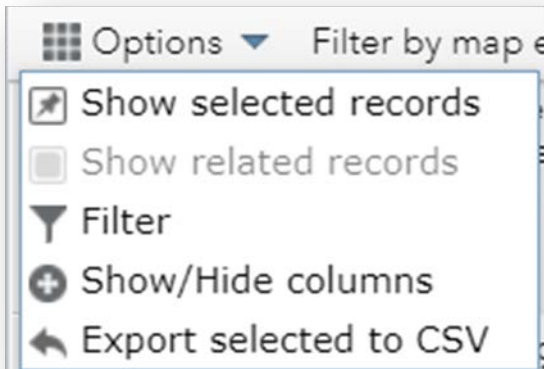 Options Filter by map e
Show selected records
Show related records
Filter
Show/Hide columns
Export selected to CSV